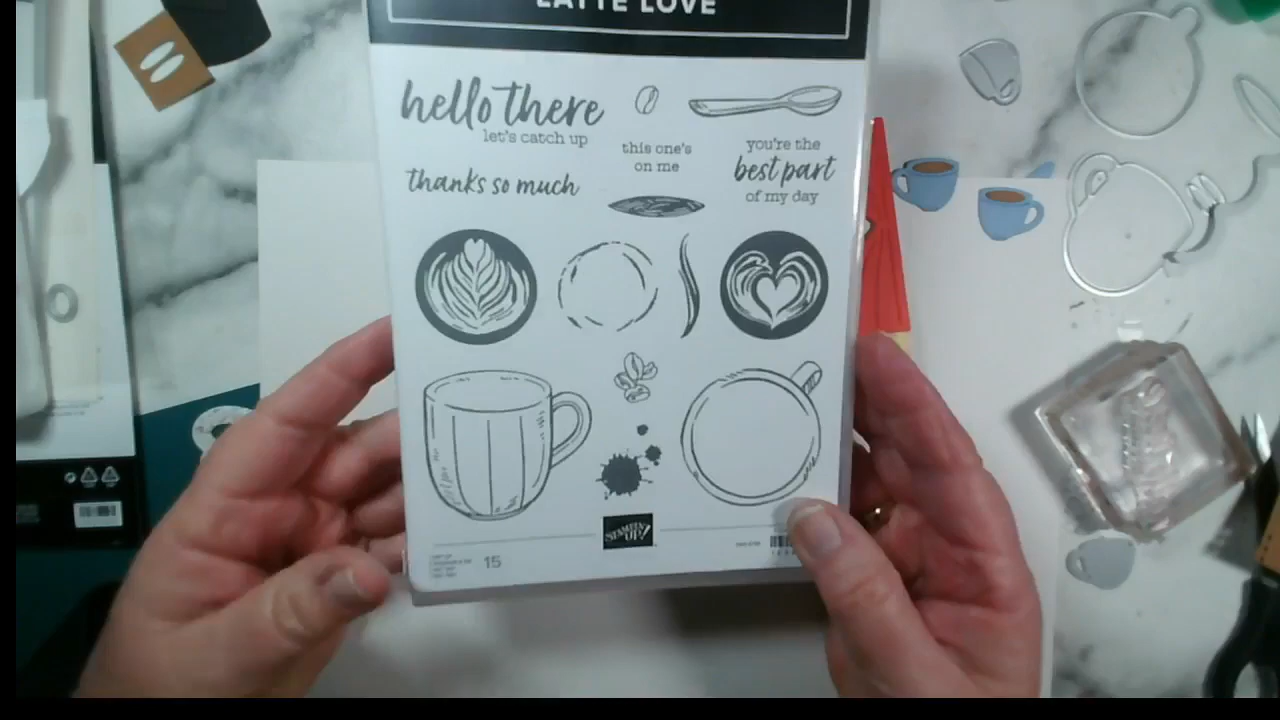 LATTE LOVE
hello there
let's catch up
this one's
on me
you're the
best part
of my day
thanks so much
STAMPIN' UP!
15